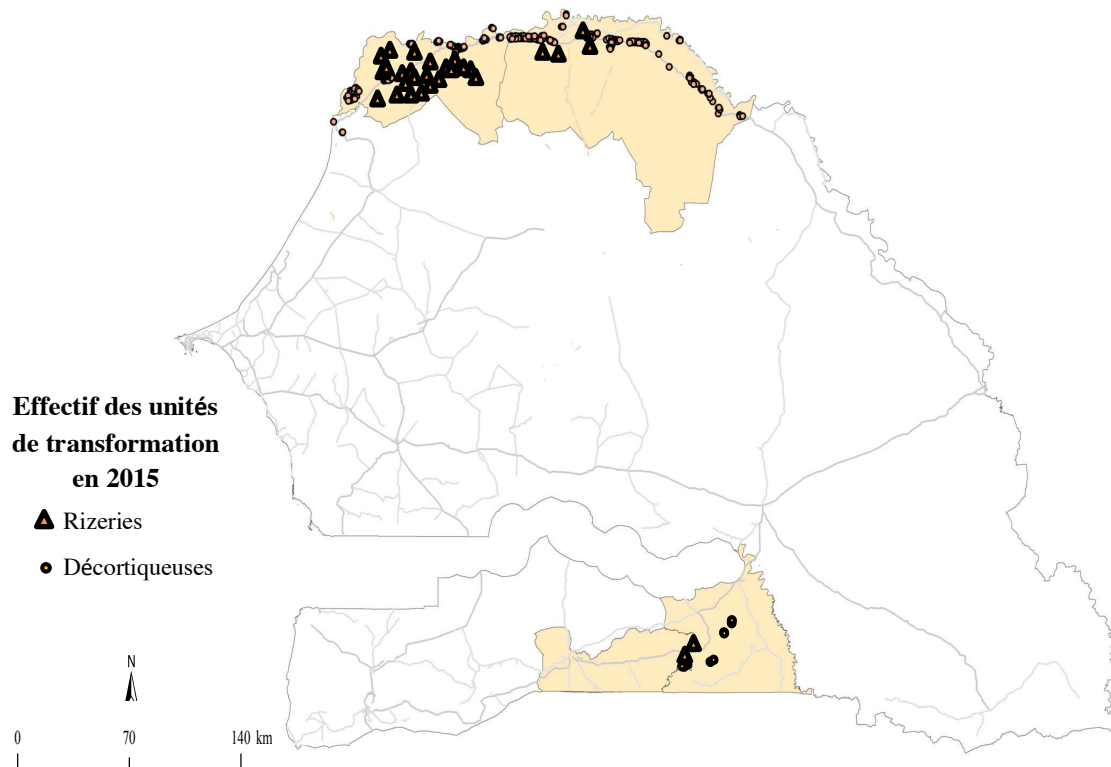 Effectif des unités
de transformation
en 2015
Rizeries
Décortiqueuses
N
0 70 140 km